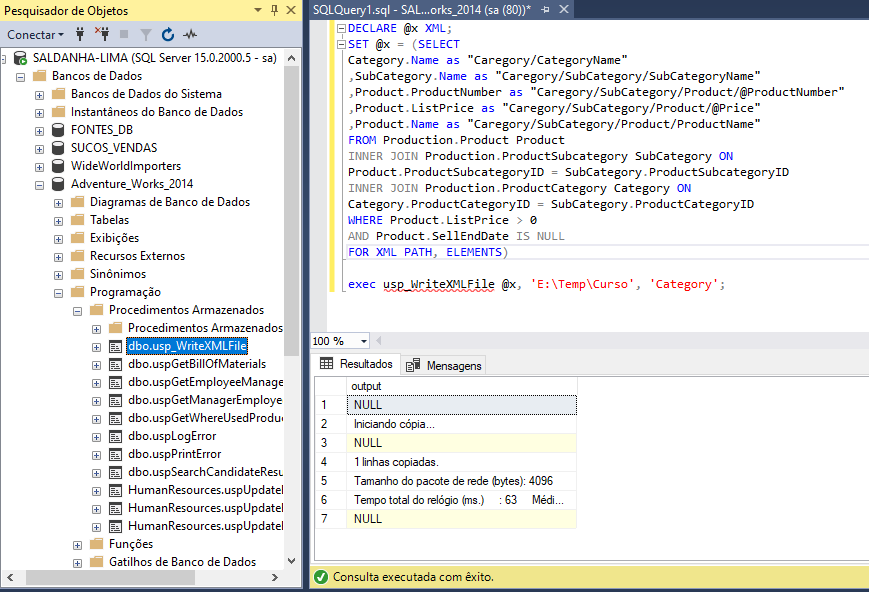 Pesquisador de Objetos
Conectar
SALDANHA-LIMA (SQL Server 15.0.2000.5 - sa)
Bancos de Dados
Bancos de Dados do Sistema
Instantâneos do Banco de Dados
FONTES_DB
SUCOS_VENDAS
WideWorldImporters
Adventure_Works_2014
Diagramas de Banco de Dados
Tabelas
Exibições
Recursos Externos
Sinônimos
Programação
Procedimentos Armazenados
Procedimentos Armazenados
dbo.usp_WriteXMLFile
dbo.uspGetBillOfMaterials
dbo.uspGetEmployeeManage
dbo.uspGetManagerEmploye
dbo.uspGetWhereUsedProdu
dbo.uspLogError
dbo.uspPrintError
dbo.uspSearchCandidateResu
HumanResources.uspUpdateE
HumanResources.uspUpdateE
HumanResources.uspUpdateE
Funções
Gatilhos de Banco de Dados
SQLQuery1.sql - SAL...orks_2014 (sa (80))*
DECLARE @x XML;
SET @x = (SELECT
Category.Name as "Caregory/CategoryName"
,SubCategory.Name as "Caregory/SubCategory/SubCategoryName"
,Product.ProductNumber as "Caregory/SubCategory/Product/@ProductNumber"
,Product.ListPrice as "Caregory/SubCategory/Product/@Price"
,Product.Name as "Caregory/SubCategory/Product/ProductName"
FROM Production.Product Product
INNER JOIN Production.ProductSubcategory SubCategory ON
Product.ProductSubcategoryID = SubCategory.ProductSubcategoryID
INNER JOIN Production.ProductCategory Category ON
Category.ProductCategoryID = SubCategory.ProductCategoryID
WHERE Product.ListPrice > 0
AND Product.SellEndDate IS NULL
FOR XML PATH, ELEMENTS)
exec usp_WriteXMLFile @x, 'E:\Temp\Curso', 'Category';
100 %
Resultados Mensagens
output
1 NULL
2 Iniciando cópia...
3 NULL
4 1 linhas copiadas.
5 Tamanho do pacote de rede (bytes): 4096
6 Tempo total do relógio (ms.) : 63 Médi...
7 NULL
Consulta executada com êxito.